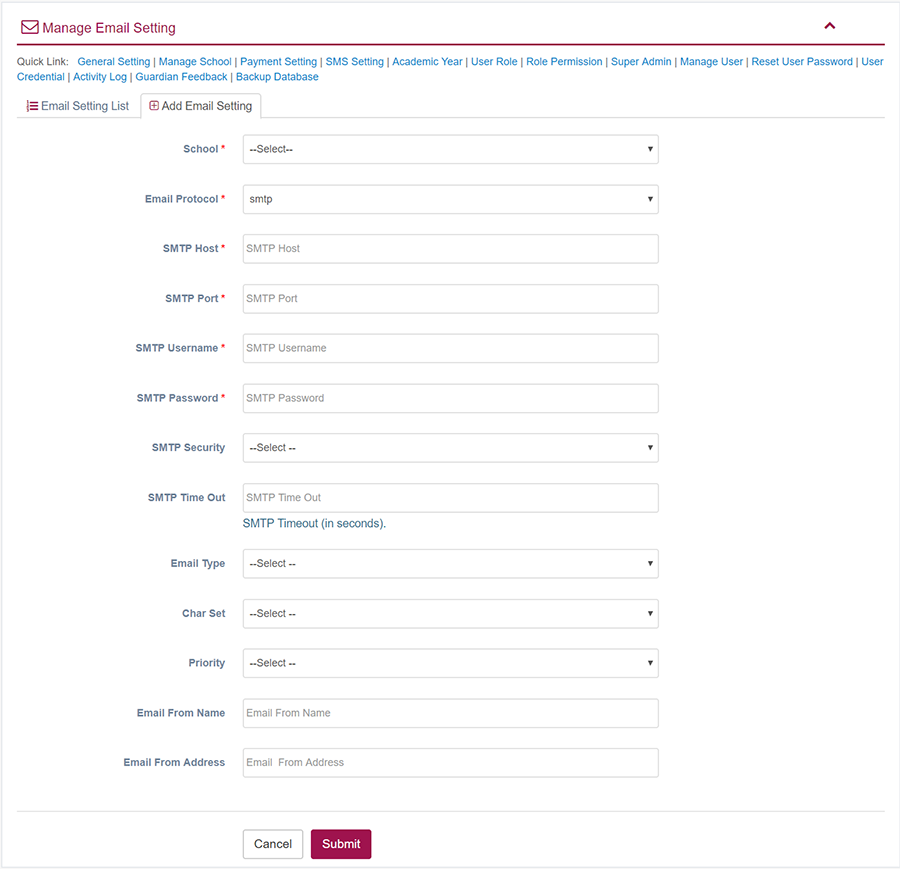 Manage Email Setting
Quick Link: General Setting | Manage School | Payment Setting | SMS Setting | Academic Year | User Role | Role Permission | Super Admin | Manage User | Reset User Password | User
Credential | Activity Log | Guardian Feedback | Backup Database
Email Setting List Add Email Setting
School * --Select--
Email Protocol * smtp
SMTP Host * SMTP Host
SMTP Port * SMTP Port
SMTP Username * SMTP Username
SMTP Password * SMTP Password
SMTP Security --Select --
SMTP Time Out SMTP Time Out
SMTP Timeout (in seconds).
Email Type --Select --
Char Set --Select --
Priority --Select --
Email From Name Email From Name
Email From Address Email  From Address
Cancel Submit